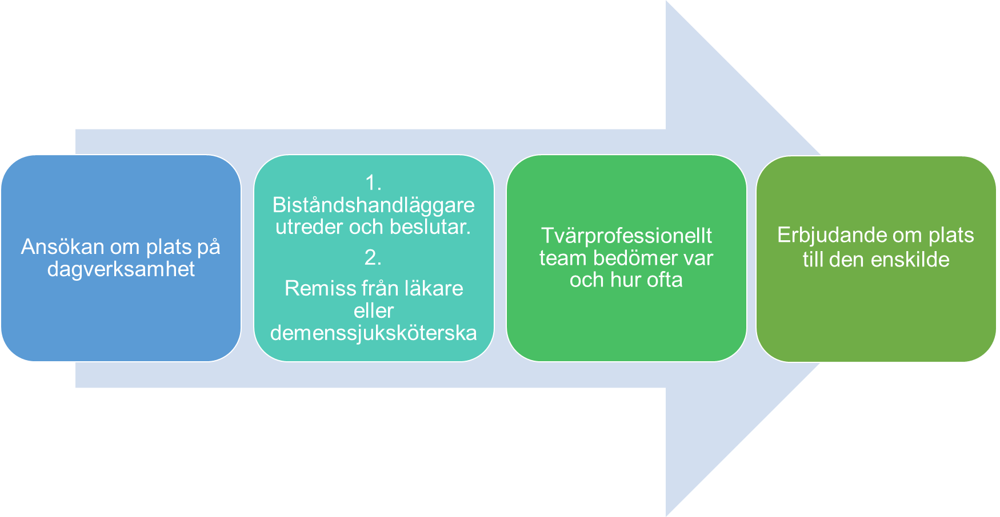 Ansökan om plats på
dagverksamhet
1.
Biståndshandläggare
utreder och beslutar.
2.
Remiss från läkare
eller
demenssjuksköterska
Tvärprofessionellt
team bedömer var
och hur ofta
Erbjudande om plats
till den enskilde